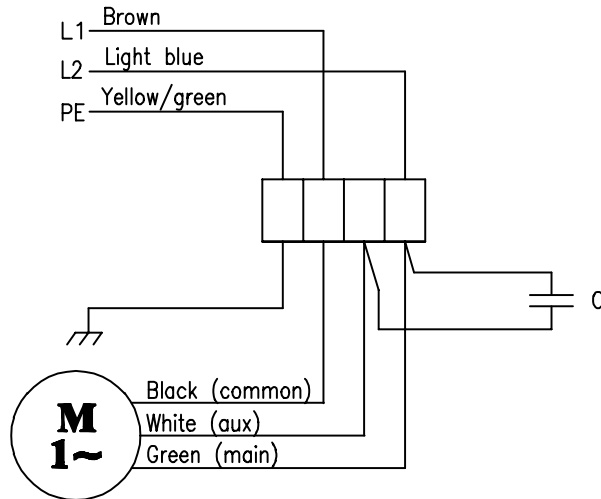 L1 Brown
L2 Light blue
PE Yellow/green
C
Black (common)
White (aux)
Green (main)
M
1~